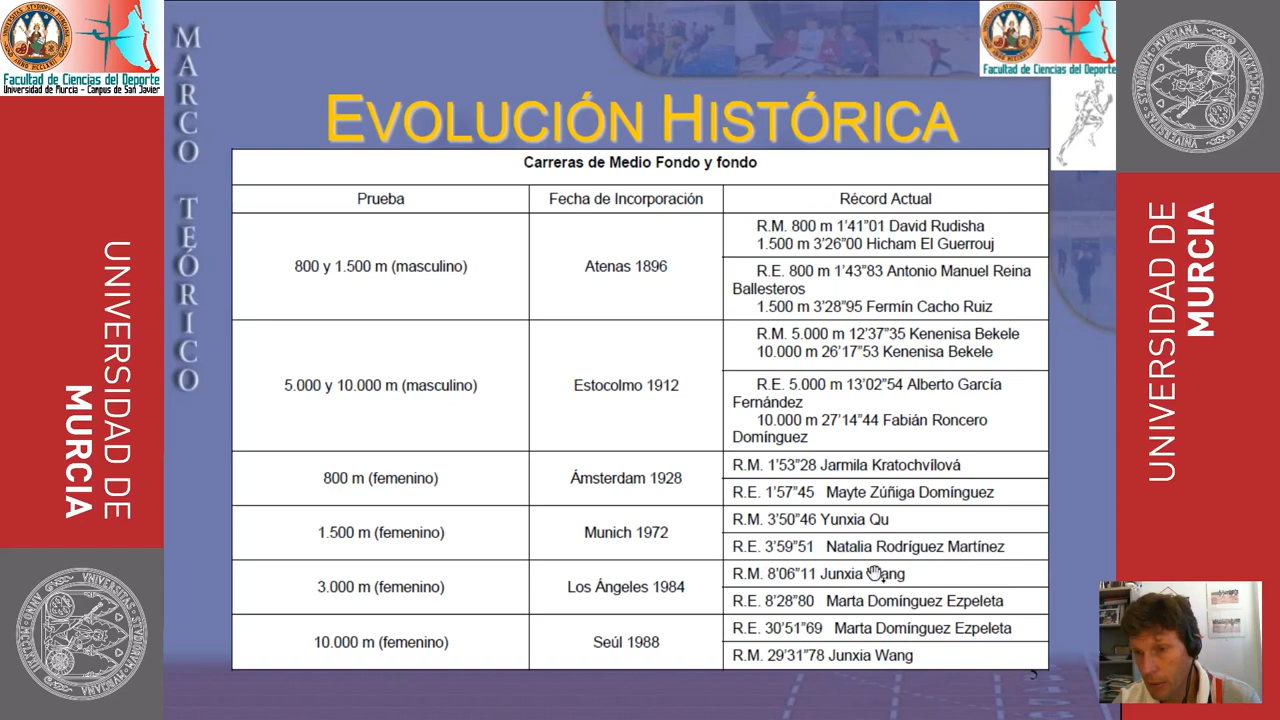 Facultad de Ciencias del Deporte
Universidad de Murcia - Campus de San Javier
Facultad de Ciencias del Deporte
MARCO TEÓRICO
UNIVERSIDAD DE
MURCIA
UNIVERSIDAD DE
MURCIA
EVOLUCIÓN HISTÓRICA
Carreras de Medio Fondo y fondo
Prueba Fecha de Incorporación Récord Actual
800 y 1.500 m (masculino) Atenas 1896
R.M. 800 m 1'41"01 David Rudisha
1.500 m 3'26"00 Hicham El Guerrouj
R.E. 800 m 1'43"83 Antonio Manuel Reina
Ballesteros
1.500 m 3'28"95 Fermín Cacho Ruiz
5.000 y 10.000 m (masculino) Estocolmo 1912
R.M. 5.000 m 12'37"35 Kenenisa Bekele
10.000 m 26'17"53 Kenenisa Bekele
R.E. 5.000 m 13'02"54 Alberto García
Fernández
10.000 m 27'14"44 Fabián Roncero
Domínguez
800 m (femenino) Ámsterdam 1928
R.M. 1'53"28 Jarmila Kratochvílová
R.E. 1'57"45 Mayte Zúñiga Domínguez
1.500 m (femenino) Munich 1972
R.M. 3'50"46 Yunxia Qu
R.E. 3'59"51 Natalia Rodríguez Martínez
3.000 m (femenino) Los Ángeles 1984
R.M. 8'06"11 Junxia Wang
R.E. 8'28"80 Marta Domínguez Ezpeleta
10.000 m (femenino) Seúl 1988
R.E. 30'51"69 Marta Domínguez Ezpeleta
R.M. 29'31"78 Junxia Wang
5